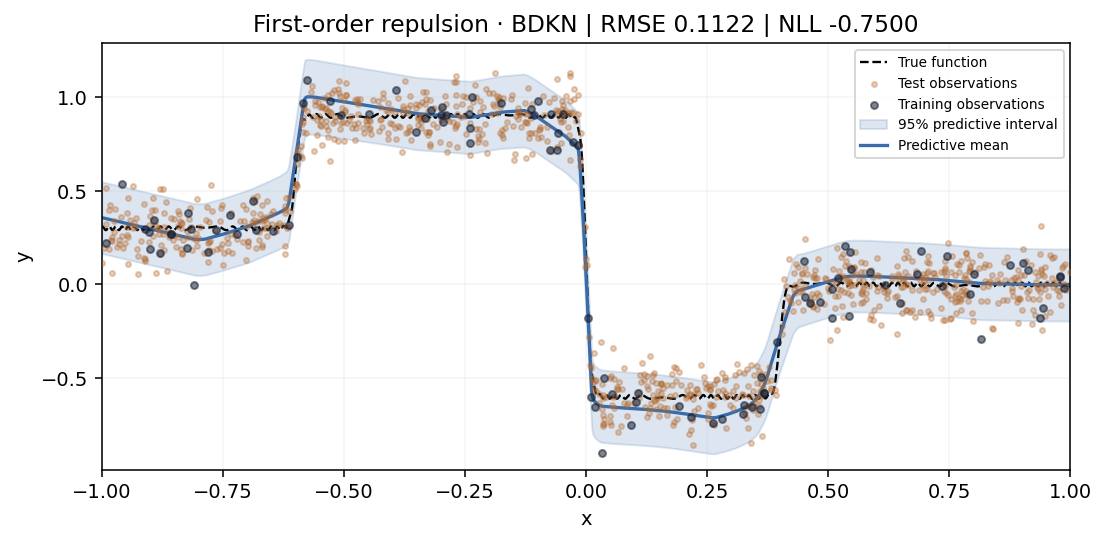 First-order repulsion · BDKN | RMSE 0.1122 | NLL -0.7500
True function
Test observations
Training observations
95% predictive interval
Predictive mean
y
1.0
0.5
0.0
−0.5
−1.00 −0.75 −0.50 −0.25 0.00 0.25 0.50 0.75 1.00
x